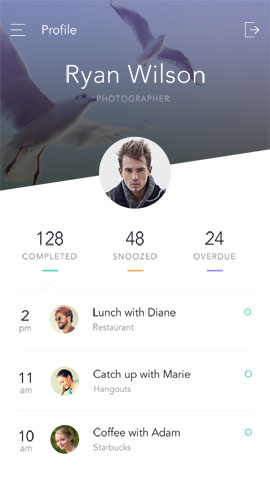 Profile
Ryan Wilson
PHOTOGRAPHER
128 48 24
COMPLETED SNOOZED OVERDUE
2 pm
Lunch with Diane
Restaurant
11 am
Catch up with Marie
Hangouts
10 am
Coffee with Adam
Starbucks